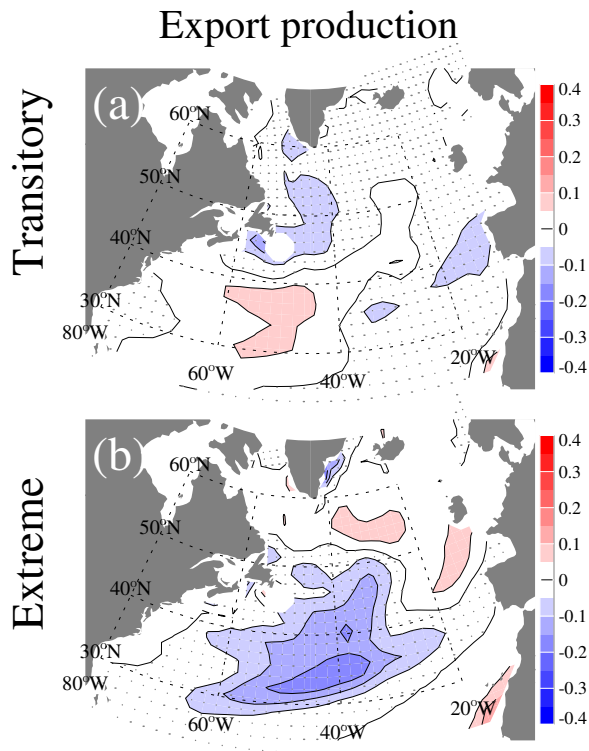 Export production
Transitory
(a)
60°N
50°N
40°N
30°N
80°W
60°W
40°W
20°W
0.4
0.3
0.2
0.1
0
-0.1
-0.2
-0.3
-0.4
Extreme
(b)
60°N
50°N
40°N
30°N
80°W
60°W
40°W
20°W
0.4
0.3
0.2
0.1
0
-0.1
-0.2
-0.3
-0.4